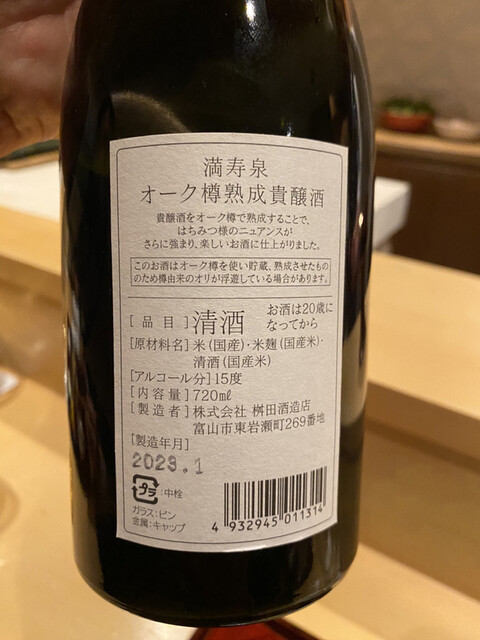 満寿泉
オーク樽熟成貴醸酒
貴醸酒をオーク樽で熟成することで、
はちみつ様のニュアンスが
さらに強まり、楽しいお酒に仕上がりました。
このお酒はオーク樽を使い貯蔵、熟成させたもの
のため樽由来のオリが浮遊している場合があります。
[品目]清酒 お酒は20歳に
なってから
[原材料名]米(国産)・米麹(国産米)・
清酒(国産米)
[アルコール分]15度
[内容量]720㎖
[製造者]株式会社 桝田酒造店
富山市東岩瀬町269番地
[製造年月]
2023.1
プラ:中栓
ガラス:ビン
金属:キャップ
4 932945 011314